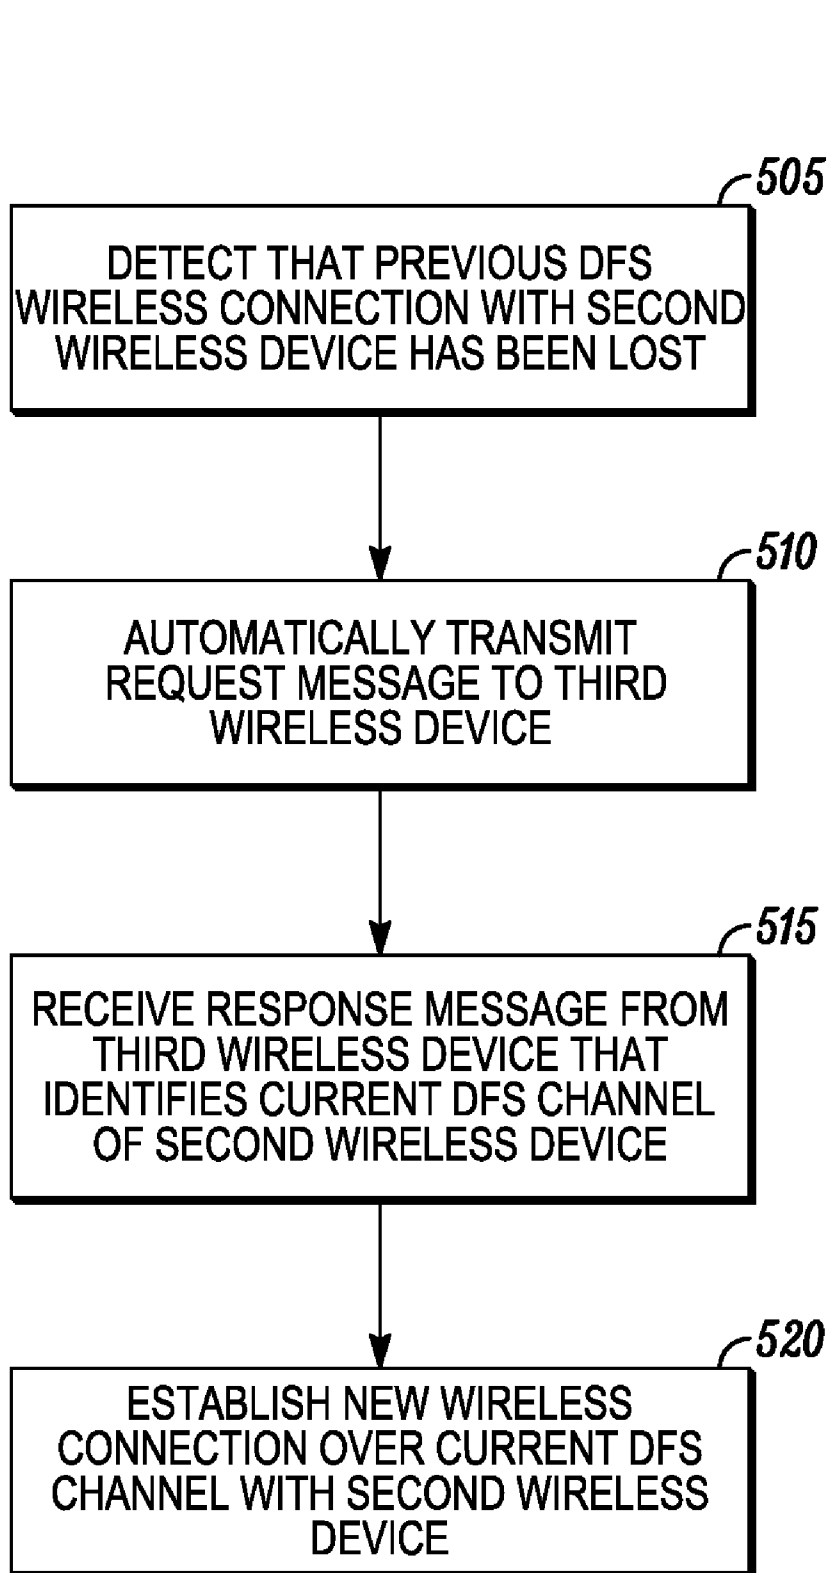 505
DETECT THAT PREVIOUS DFS
WIRELESS CONNECTION WITH SECOND
WIRELESS DEVICE HAS BEEN LOST
510
AUTOMATICALLY TRANSMIT
REQUEST MESSAGE TO THIRD
WIRELESS DEVICE
515
RECEIVE RESPONSE MESSAGE FROM
THIRD WIRELESS DEVICE THAT
IDENTIFIES CURRENT DFS CHANNEL
OF SECOND WIRELESS DEVICE
520
ESTABLISH NEW WIRELESS
CONNECTION OVER CURRENT DFS
CHANNEL WITH SECOND WIRELESS
DEVICE